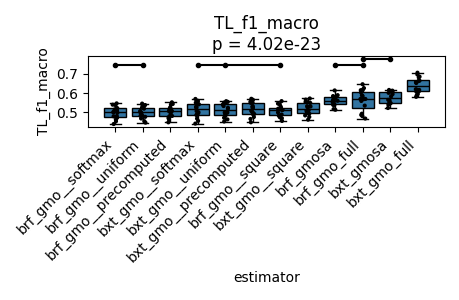 TL_f1_macro
p = 4.02e-23
TL_f1_macro
0.7
0.6
0.5
brf_gmo__softmax
brf_gmo__uniform
brf_gmo__precomputed
bxt_gmo__softmax
bxt_gmo__uniform
bxt_gmo__precomputed
brf_gmo__square
bxt_gmo__square
brf_gmosa
brf_gmo_full
bxt_gmosa
bxt_gmo_full
estimator